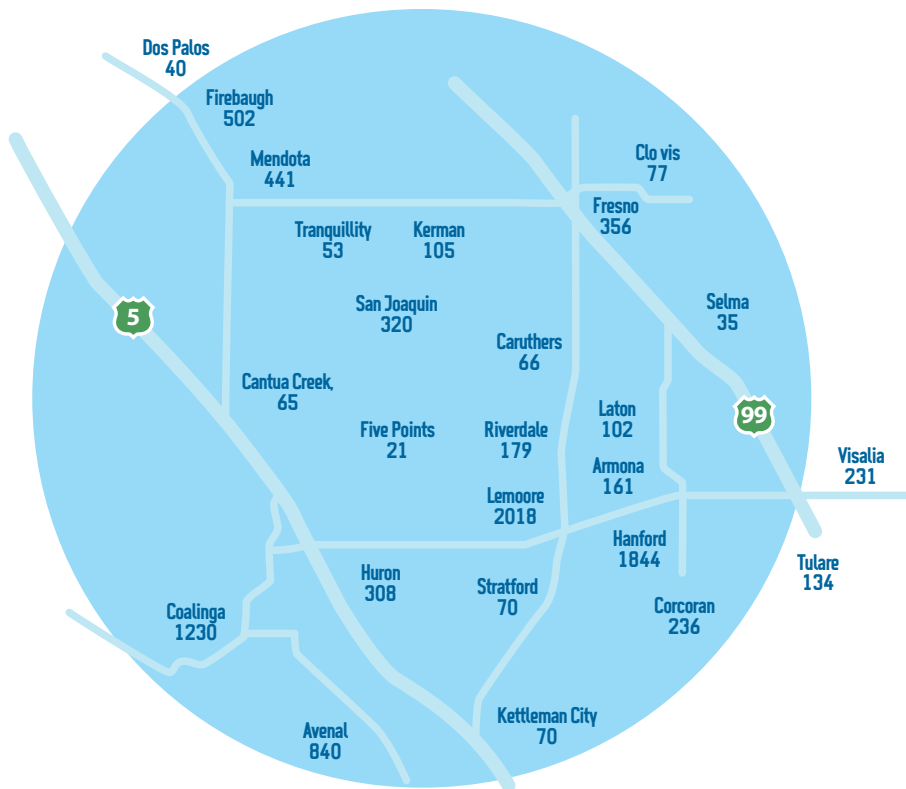 Dos Palos
40
Firebaugh
502
Mendota
441
Clo vis
77
Fresno
356
Tranquillity
53
Kerman
105
San Joaquin
320
Selma
35
5
Caruthers
66
Cantua Creek,
65
99
Laton
102
Five Points
21
Riverdale
179
Visalia
231
Armona
161
Lemoore
2018
Hanford
1844
Tulare
134
Huron
308
Stratford
70
Corcoran
236
Coalinga
1230
Kettleman City
70
Avenal
840